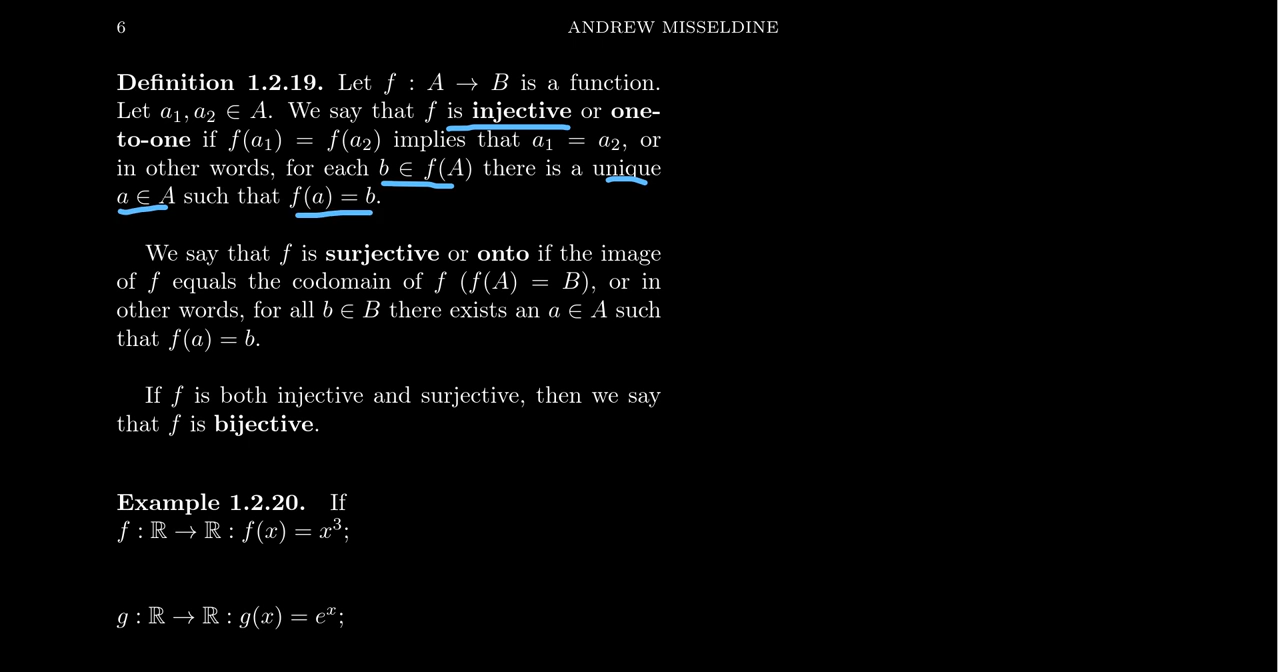 6 ANDREW MISSELDINE
Definition 1.2.19. Let f : A → B is a function.
Let a₁, a₂ ∈ A. We say that f is injective or one-
to-one if f(a₁) = f(a₂) implies that a₁ = a₂, or
in other words, for each b ∈ f(A) there is a unique
a ∈ A such that f(a) = b.
We say that f is surjective or onto if the image
of f equals the codomain of f (f(A) = B), or in
other words, for all b ∈ B there exists an a ∈ A such
that f(a) = b.
If f is both injective and surjective, then we say
that f is bijective.
Example 1.2.20. If
f : ℝ → ℝ : f(x) = x³;
g : ℝ → ℝ : g(x) = eˣ;